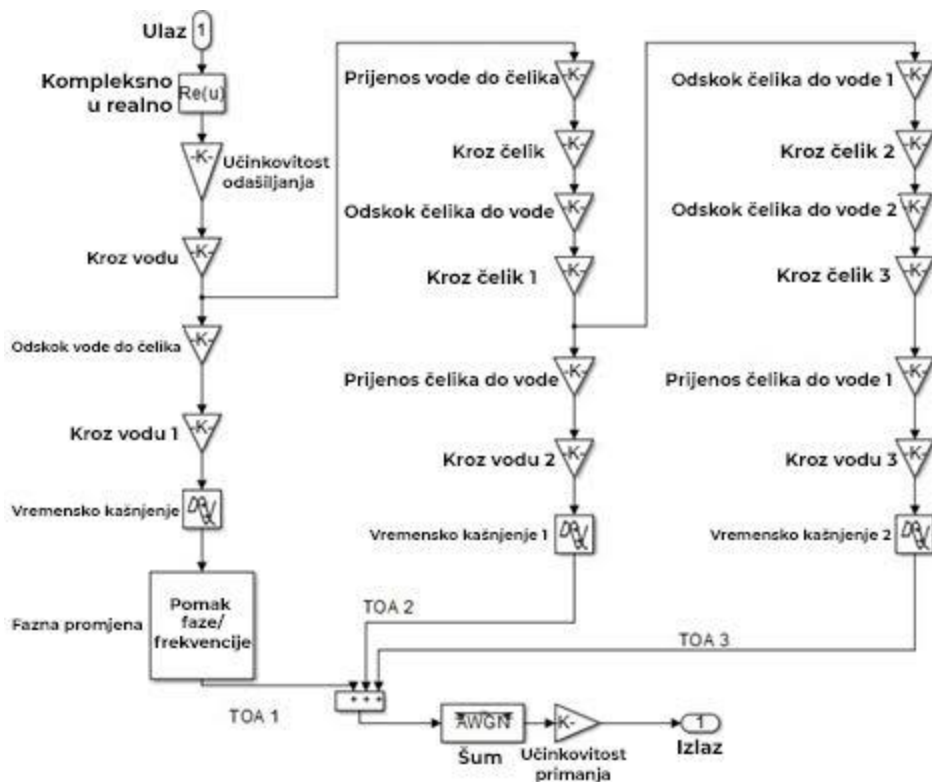 Ulaz
1
Kompleksno
u realno
Re(u)
-K-
Učinkovitost
odašiljanja
Kroz vodu
-K-
Odskok vode do čelika
-K-
Kroz vodu 1
-K-
Vremensko kašnjenje
Fazna promjena
Pomak
faze/
frekvencije
TOA 1
Prijenos vode do čelika
-K-
Kroz čelik
-K-
Odskok čelika do vode
-K-
Kroz čelik 1
-K-
Prijenos čelika do vode
-K-
Kroz vodu 2
-K-
Vremensko kašnjenje 1
TOA 2
Odskok čelika do vode 1
-K-
Kroz čelik 2
-K-
Odskok čelika do vode 2
-K-
Kroz čelik 3
-K-
Prijenos čelika do vode 1
-K-
Kroz vodu 3
-K-
Vremensko kašnjenje 2
TOA 3
+ + +
AWGN
Šum
K-
Učinkovitost
primanja
1
Izlaz